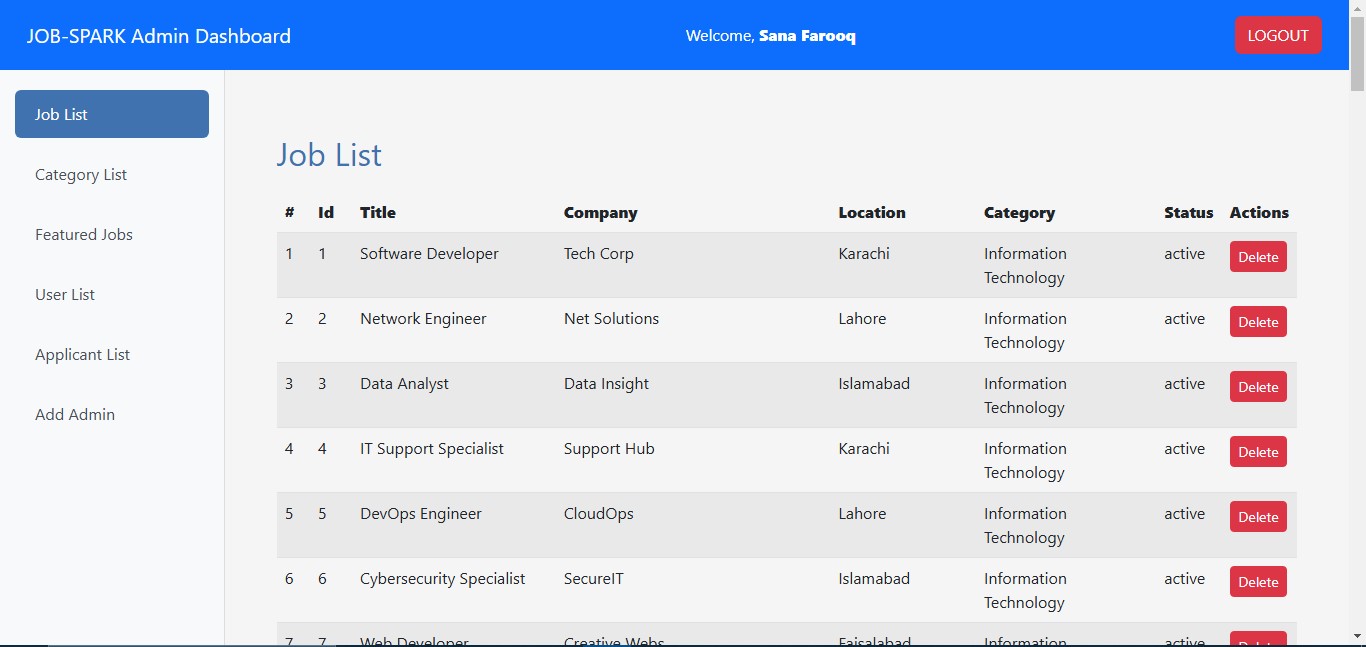 JOB-SPARK Admin Dashboard
Welcome, Sana Farooq
LOGOUT
Job List
Category List
Featured Jobs
User List
Applicant List
Add Admin
Job List
# Id Title Company Location Category Status Actions
1 1 Software Developer Tech Corp Karachi Information Technology active Delete
2 2 Network Engineer Net Solutions Lahore Information Technology active Delete
3 3 Data Analyst Data Insight Islamabad Information Technology active Delete
4 4 IT Support Specialist Support Hub Karachi Information Technology active Delete
5 5 DevOps Engineer CloudOps Lahore Information Technology active Delete
6 6 Cybersecurity Specialist SecureIT Islamabad Information Technology active Delete
7 7 Web Developer Creative Webs Faisalabad Information active Delete